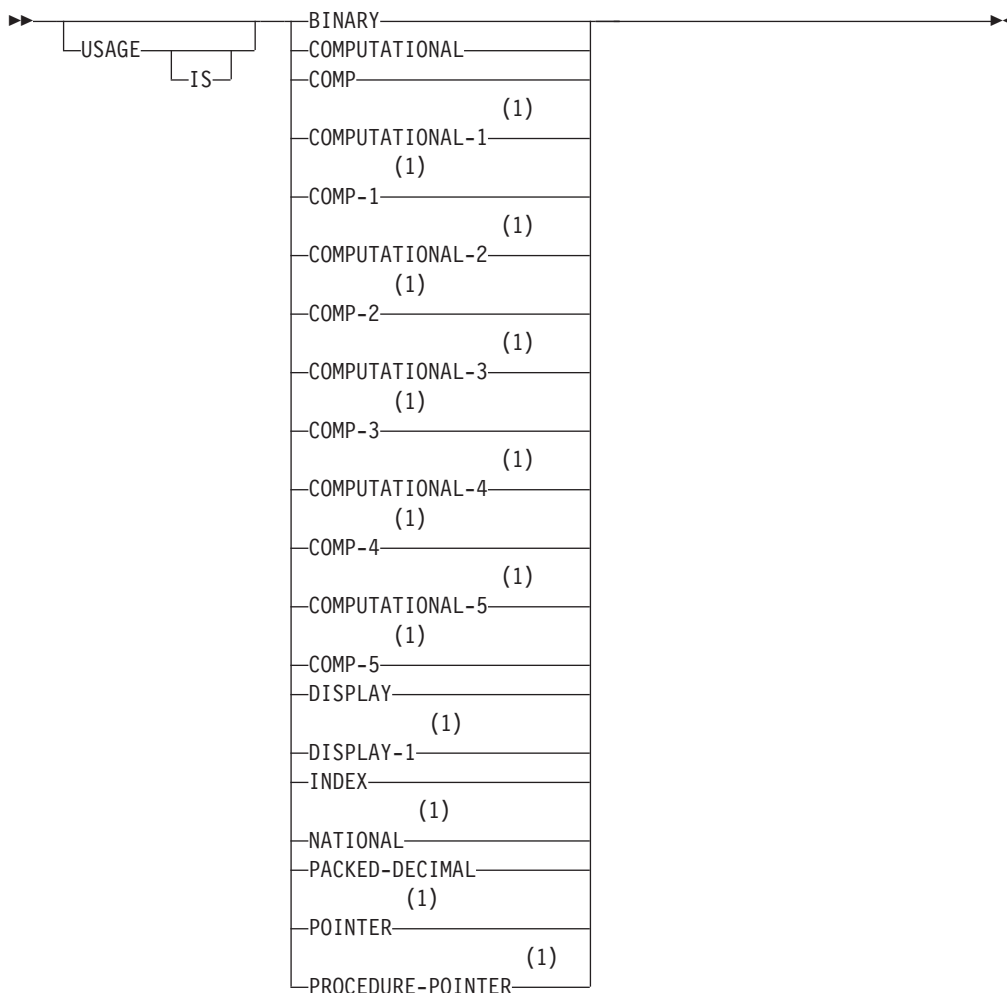 BINARY
USAGE COMPUTATIONAL
IS COMP
(1)
COMPUTATIONAL-1
(1)
COMP-1
(1)
COMPUTATIONAL-2
(1)
COMP-2
(1)
COMPUTATIONAL-3
(1)
COMP-3
(1)
COMPUTATIONAL-4
(1)
COMP-4
(1)
COMPUTATIONAL-5
(1)
COMP-5
DISPLAY
(1)
DISPLAY-1
INDEX
(1)
NATIONAL
PACKED-DECIMAL
(1)
POINTER
(1)
PROCEDURE-POINTER